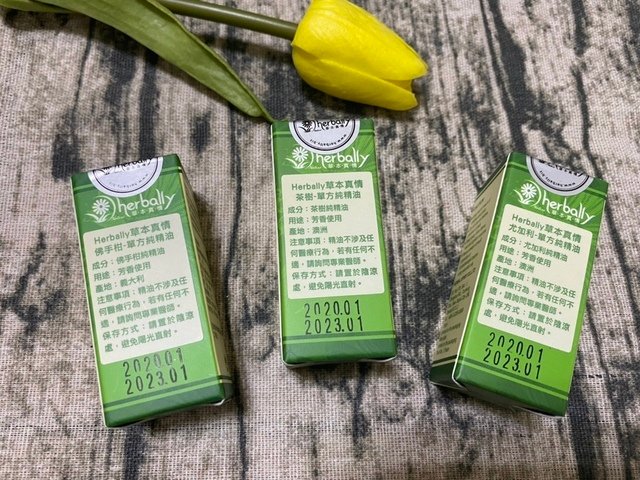 herbally
草本真情
Herbally草本真情
佛手柑-單方純精油
成分：佛手柑純精油
用途：芳香使用
產地：義大利
注意事項：精油不涉及任
何醫療行為，若有任何不
適，請詢問專業醫師。
保存方式：請置於陰涼
處，避免陽光直射。
2020.01
2023.01
herbally
herbally
草本真情
Herbally草本真情
茶樹-單方純精油
成分：茶樹純精油
用途：芳香使用
產地：澳洲
注意事項：精油不涉及任
何醫療行為，若有任何不
適，請詢問專業醫師。
保存方式：請置於陰涼
處，避免陽光直射。
2020.01
2023.01
herbally
草本真情
Herbally草本真情
尤加利-單方純精油
成分：尤加利純精油
用途：芳香使用
產地：澳洲
注意事項：精油不涉及任
何醫療行為，若有任何不
適，請詢問專業醫師。
保存方式：請置於陰涼
處，避免陽光直射。
2020.01
2023.01